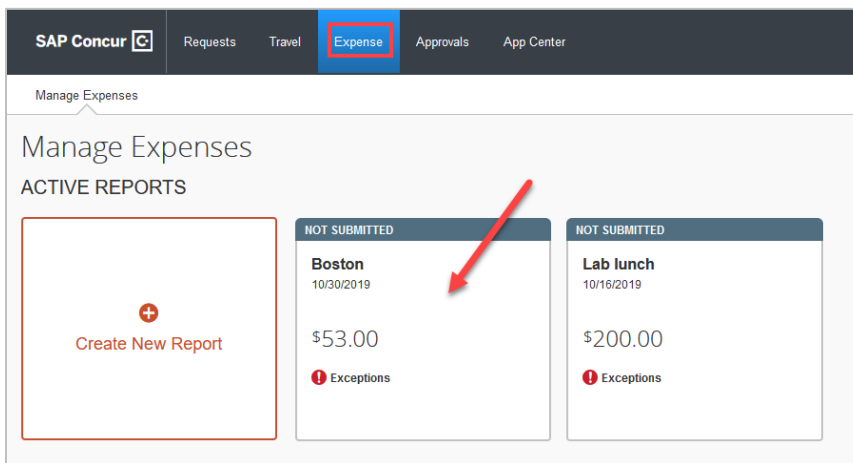 SAP Concur C Requests Travel Expense Approvals App Center
Manage Expenses
Manage Expenses
ACTIVE REPORTS
Create New Report
NOT SUBMITTED
Boston
10/30/2019
$53.00
! Exceptions
NOT SUBMITTED
Lab lunch
10/16/2019
$200.00
! Exceptions